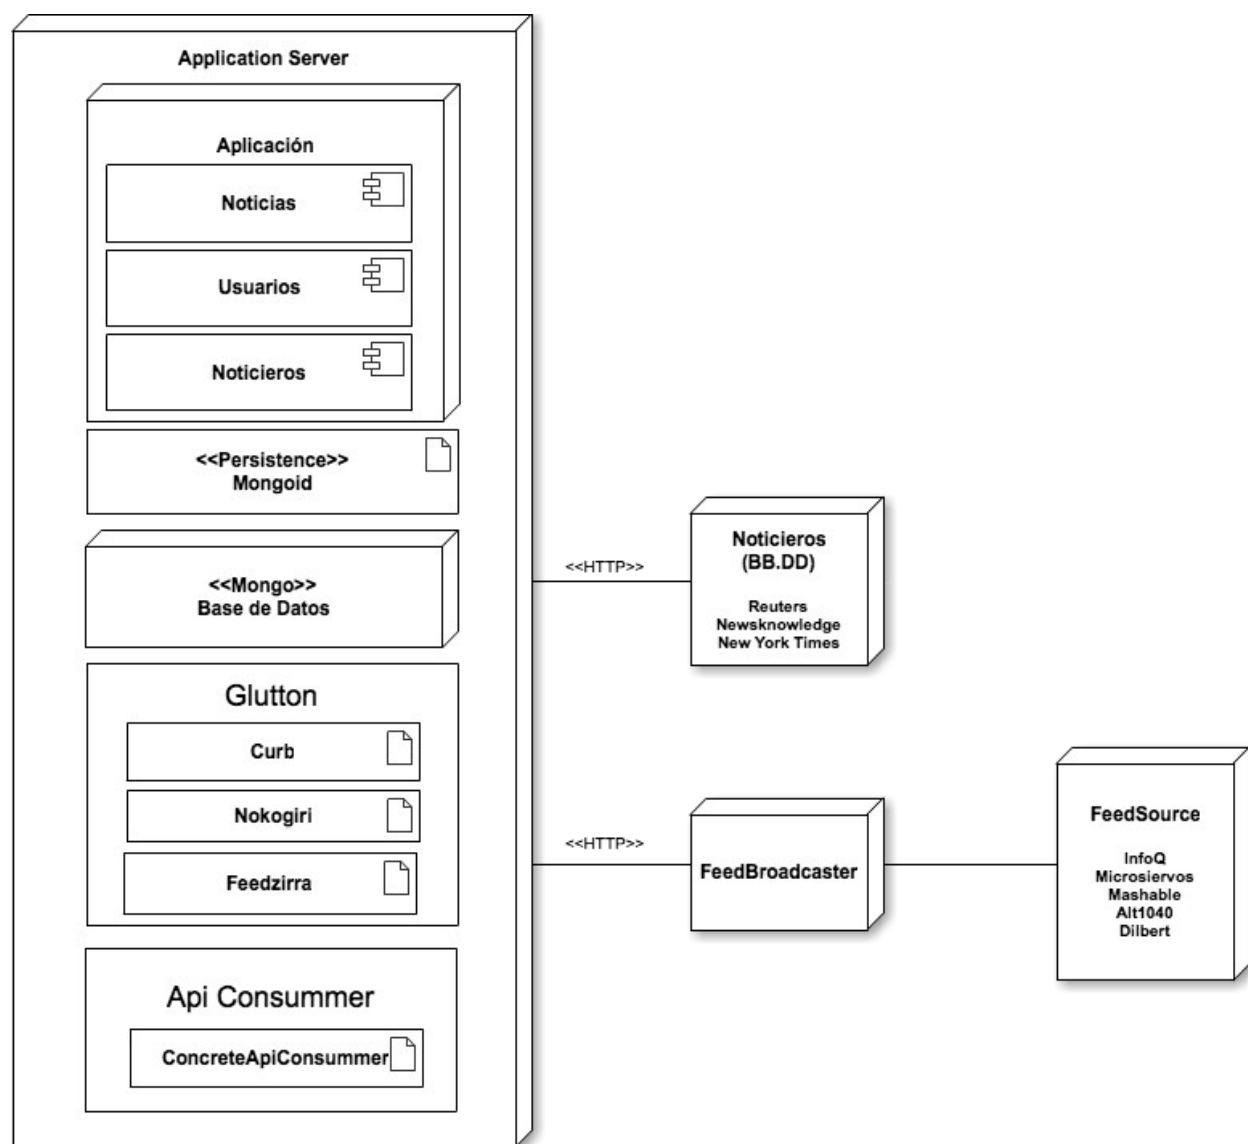 Application Server
Aplicación
Noticias
Usuarios
Noticieros
<<Persistence>>
Mongoid
<<Mongo>>
Base de Datos
Glutton
Curb
Nokogiri
Feedzirra
Api Consummer
ConcreteApiConsummer
<<HTTP>>
Noticieros
(BB.DD)
Reuters
Newsknowledge
New York Times
<<HTTP>>
FeedBroadcaster
FeedSource
InfoQ
Microsiervos
Mashable
Alt1040
Dilbert